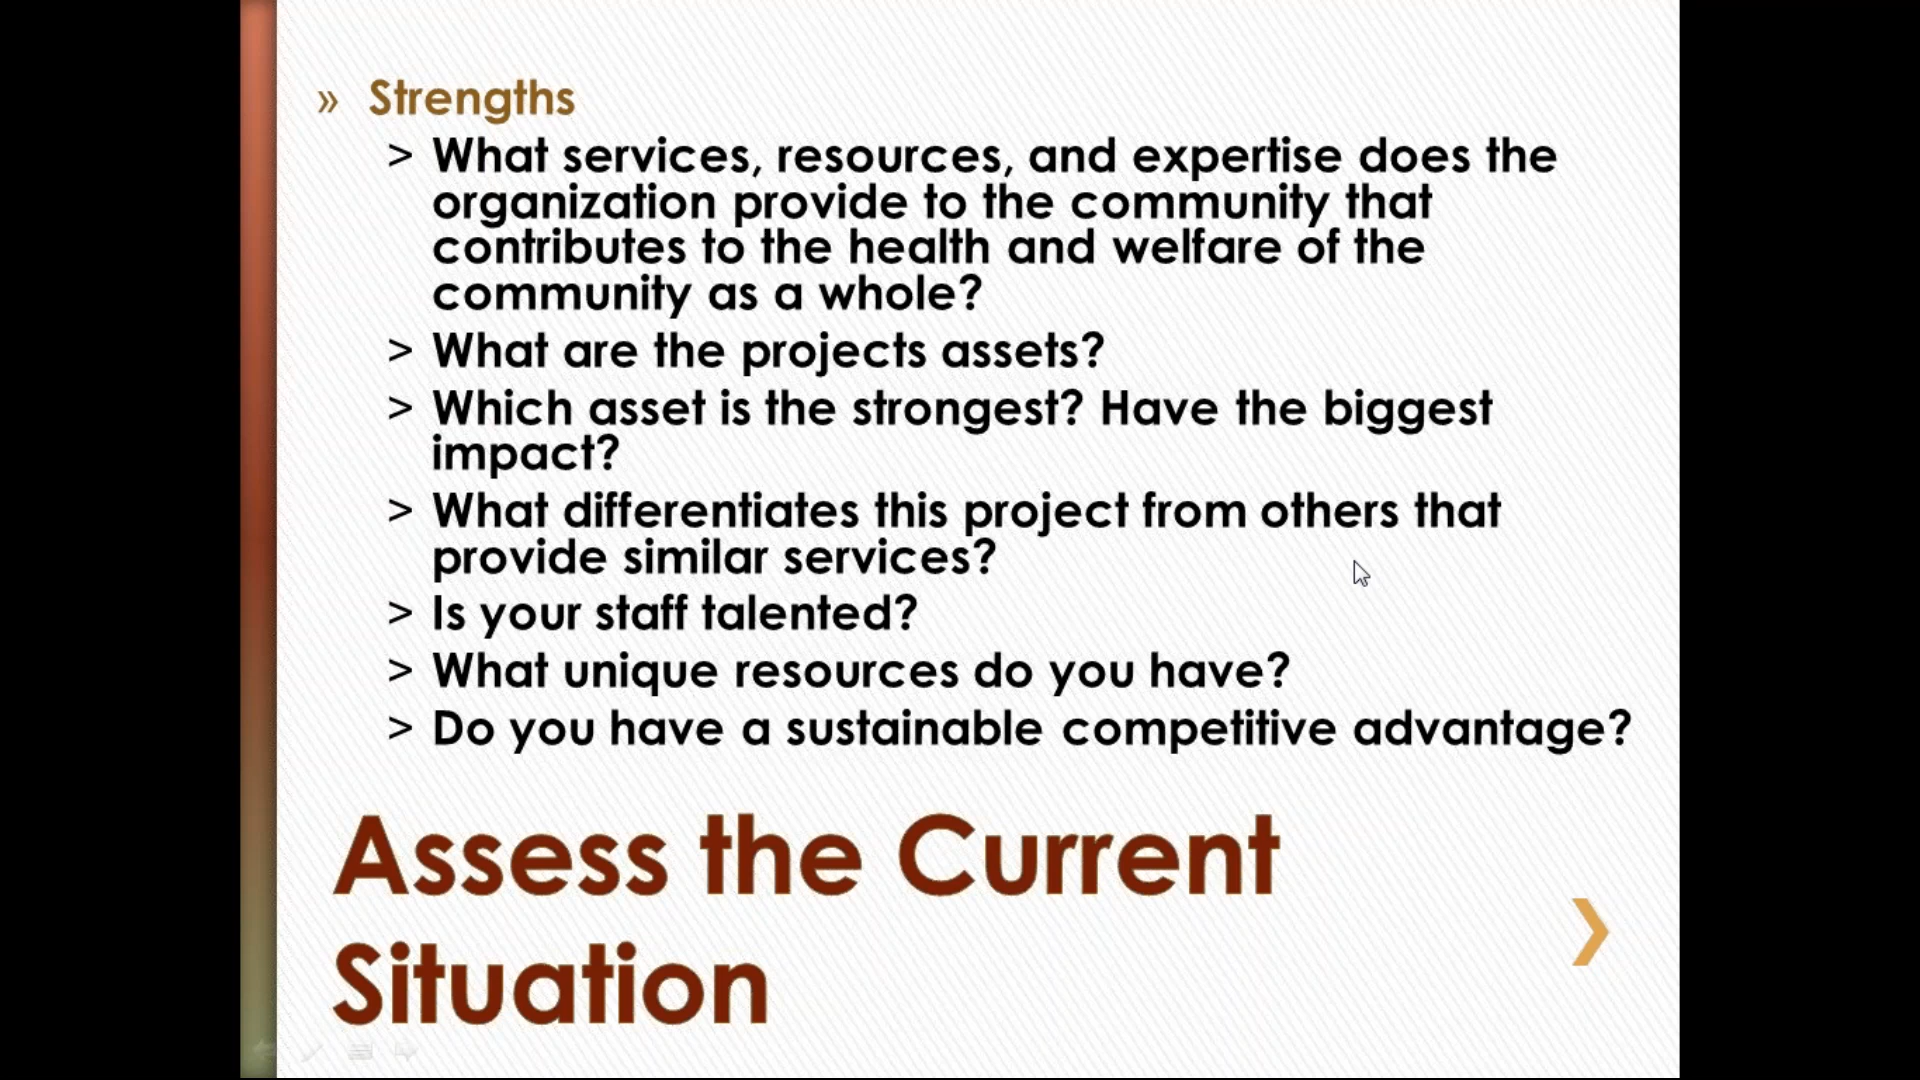 » Strengths
> What services, resources, and expertise does the
organization provide to the community that
contributes to the health and welfare of the
community as a whole?
> What are the projects assets?
> Which asset is the strongest? Have the biggest
impact?
> What differentiates this project from others that
provide similar services?
> Is your staff talented?
> What unique resources do you have?
> Do you have a sustainable competitive advantage?
Assess the Current
Situation